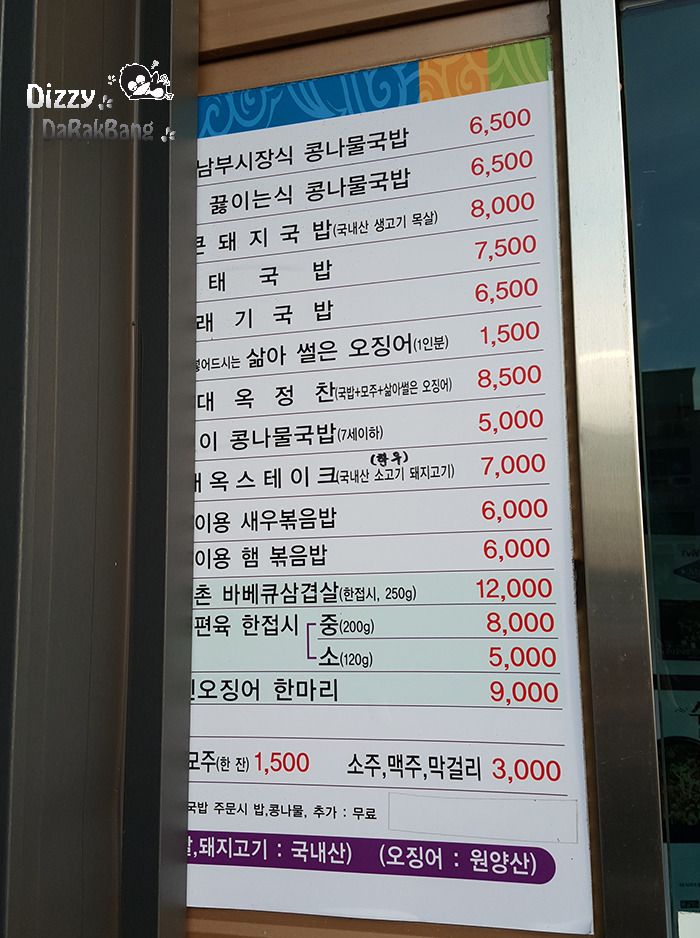 Dizzy
DaRakBang
남부시장식 콩나물국밥 6,500
끓이는식 콩나물국밥 6,500
큰돼지국밥(국내산 생고기 목살) 8,000
태국밥 7,500
래기국밥 6,500
넣어드시는 삶아 썰은 오징어(1인분) 1,500
대옥정찬(국밥+모주+삶아썰은 오징어) 8,500
이 콩나물국밥(7세이하) 5,000
(한우)
옥스테이크(국내산 소고기 돼지고기) 7,000
이용 새우볶음밥 6,000
이용 햄 볶음밥 6,000
촌 바베큐삼겹살(한접시, 250g) 12,000
편육 한접시 중(200g) 8,000
소(120g) 5,000
오징어 한마리 9,000
모주(한 잔) 1,500 소주,맥주,막걸리 3,000
국밥 주문시 밥,콩나물, 추가 : 무료
,돼지고기 : 국내산) (오징어 : 원양산)